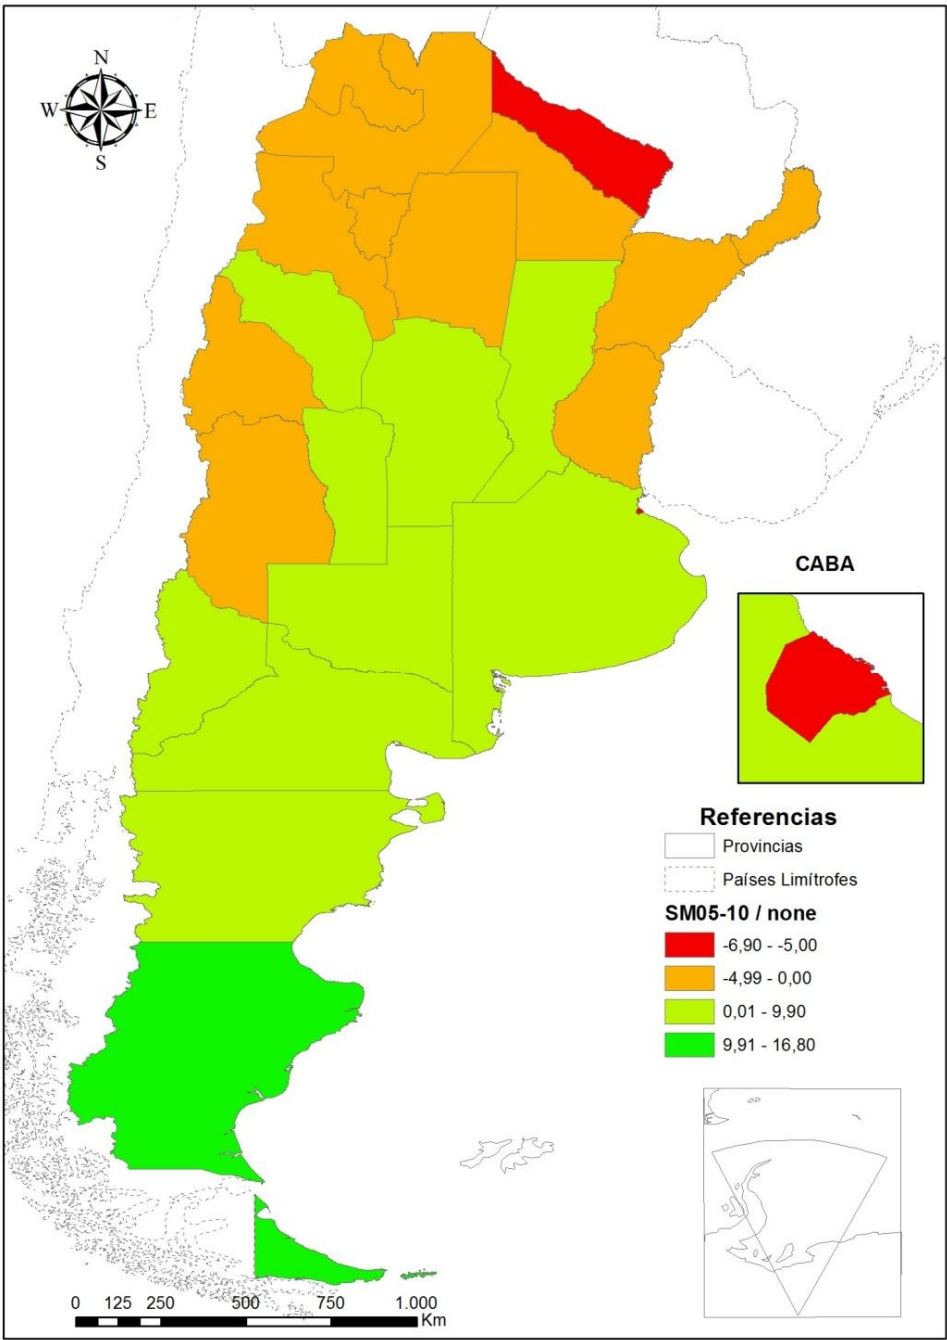 N
W E
S
CABA
Referencias
Provincias
Países Limítrofes
SM05-10 / none
-6,90 - -5,00
-4,99 - 0,00
0,01 - 9,90
9,91 - 16,80
0 125 250 500 750 1.000
Km